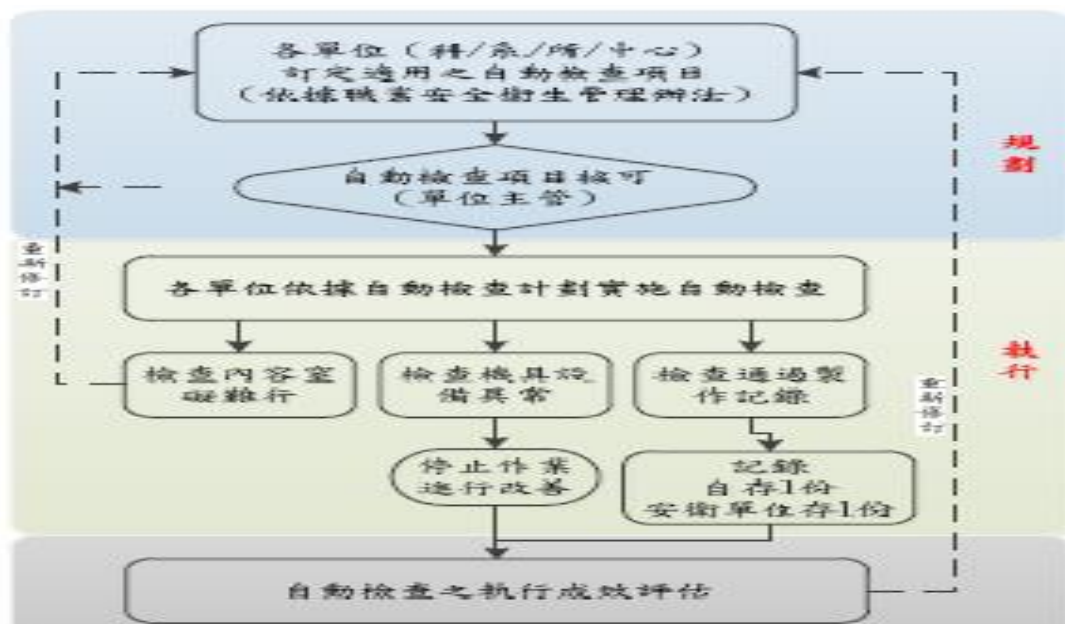 各單位（科/系/所/中心）
訂定適用之自動檢查項目
（依據職業安全衛生管理辦法）
規劃
自動檢查項目核可
（單位主管）
重新修訂
各單位依據自動檢查計劃實施自動檢查
執行
檢查內容窒
礙難行
檢查機具設
備異常
檢查通過製
作記錄
重新修訂
停止作業
進行改善
記錄
自存1份
安衛單位存1份
自動檢查之執行成效評估